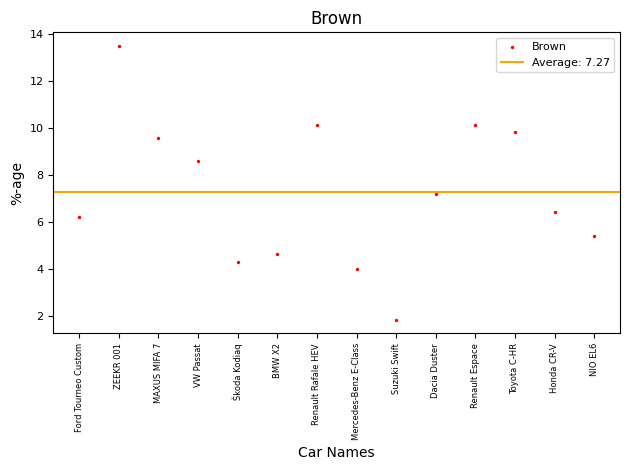 Brown
14
12
10
8
6
4
2
%-age
Brown
Average: 7.27
Ford Tourneo Custom
ZEEKR 001
MAXUS MIFA 7
VW Passat
Škoda Kodiaq
BMW X2
Renault Rafale HEV
Mercedes-Benz E-Class
Suzuki Swift
Dacia Duster
Renault Espace
Toyota C-HR
Honda CR-V
NIO EL6
Car Names